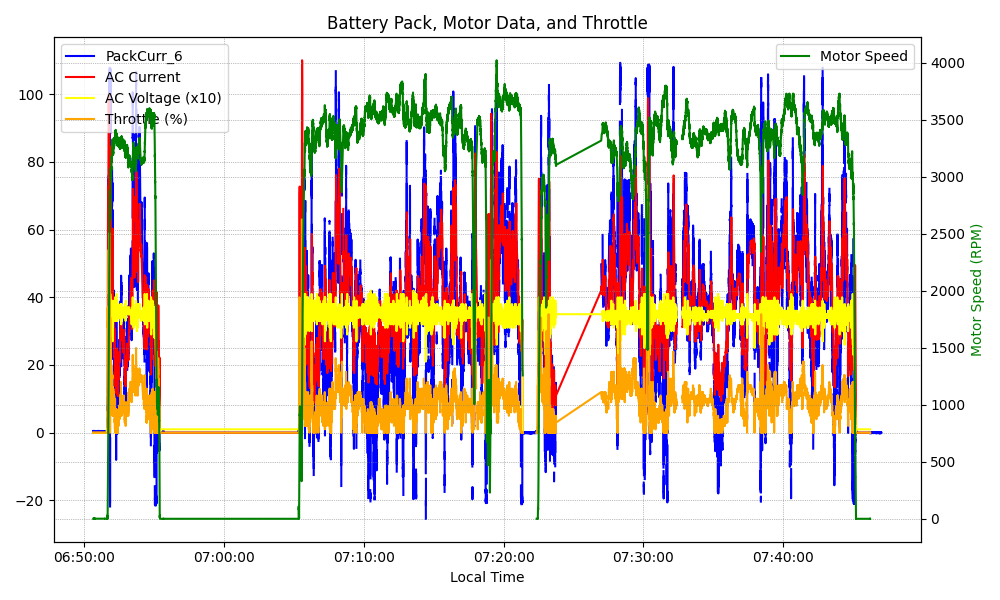 Battery Pack, Motor Data, and Throttle
PackCurr_6
AC Current
AC Voltage (x10)
Throttle (%)
Motor Speed
100
80
60
40
20
0
−20
4000
3500
3000
2500
2000
1500
1000
500
0
Motor Speed (RPM)
06:50:00
07:00:00
07:10:00
07:20:00
07:30:00
07:40:00
Local Time